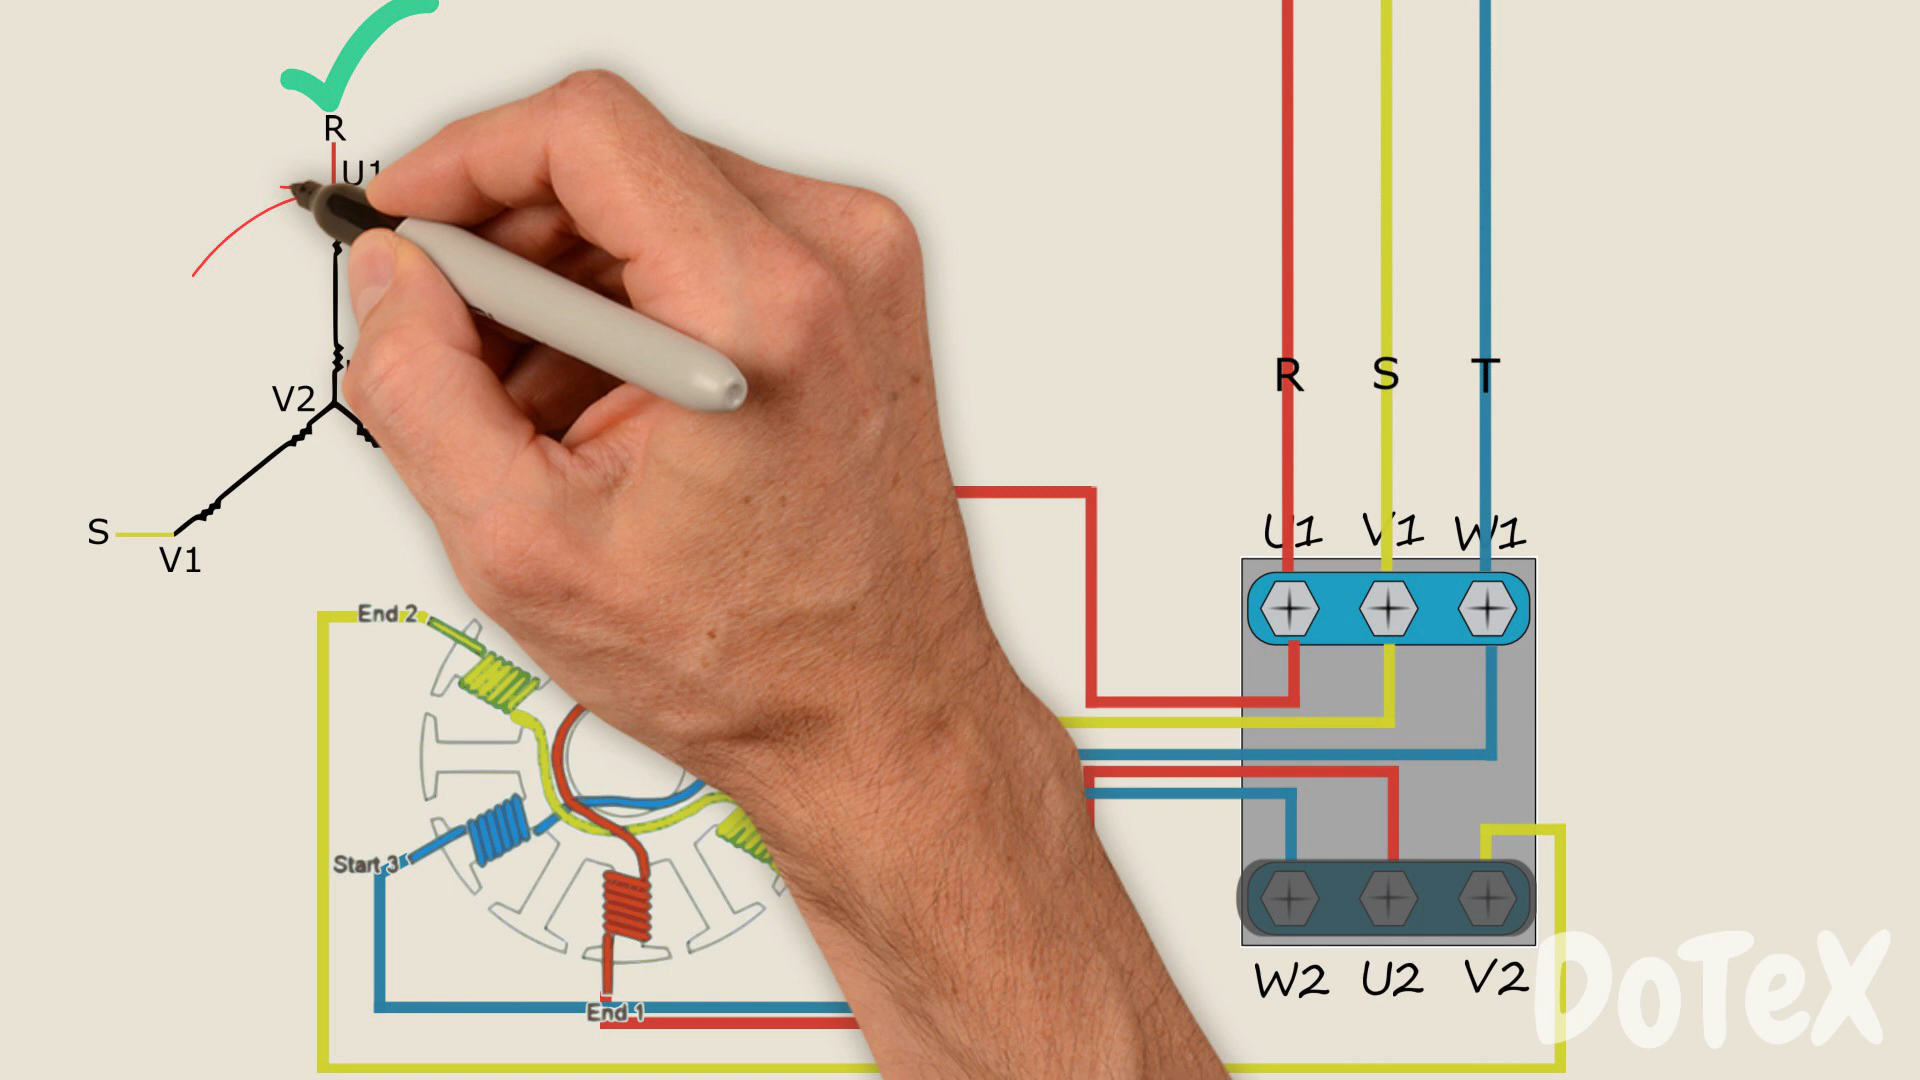 R
U1
V2
S
V1
R S T
U1 V1 W1
End 2
Start 3
End 1
W2 U2 V2
DoTeX